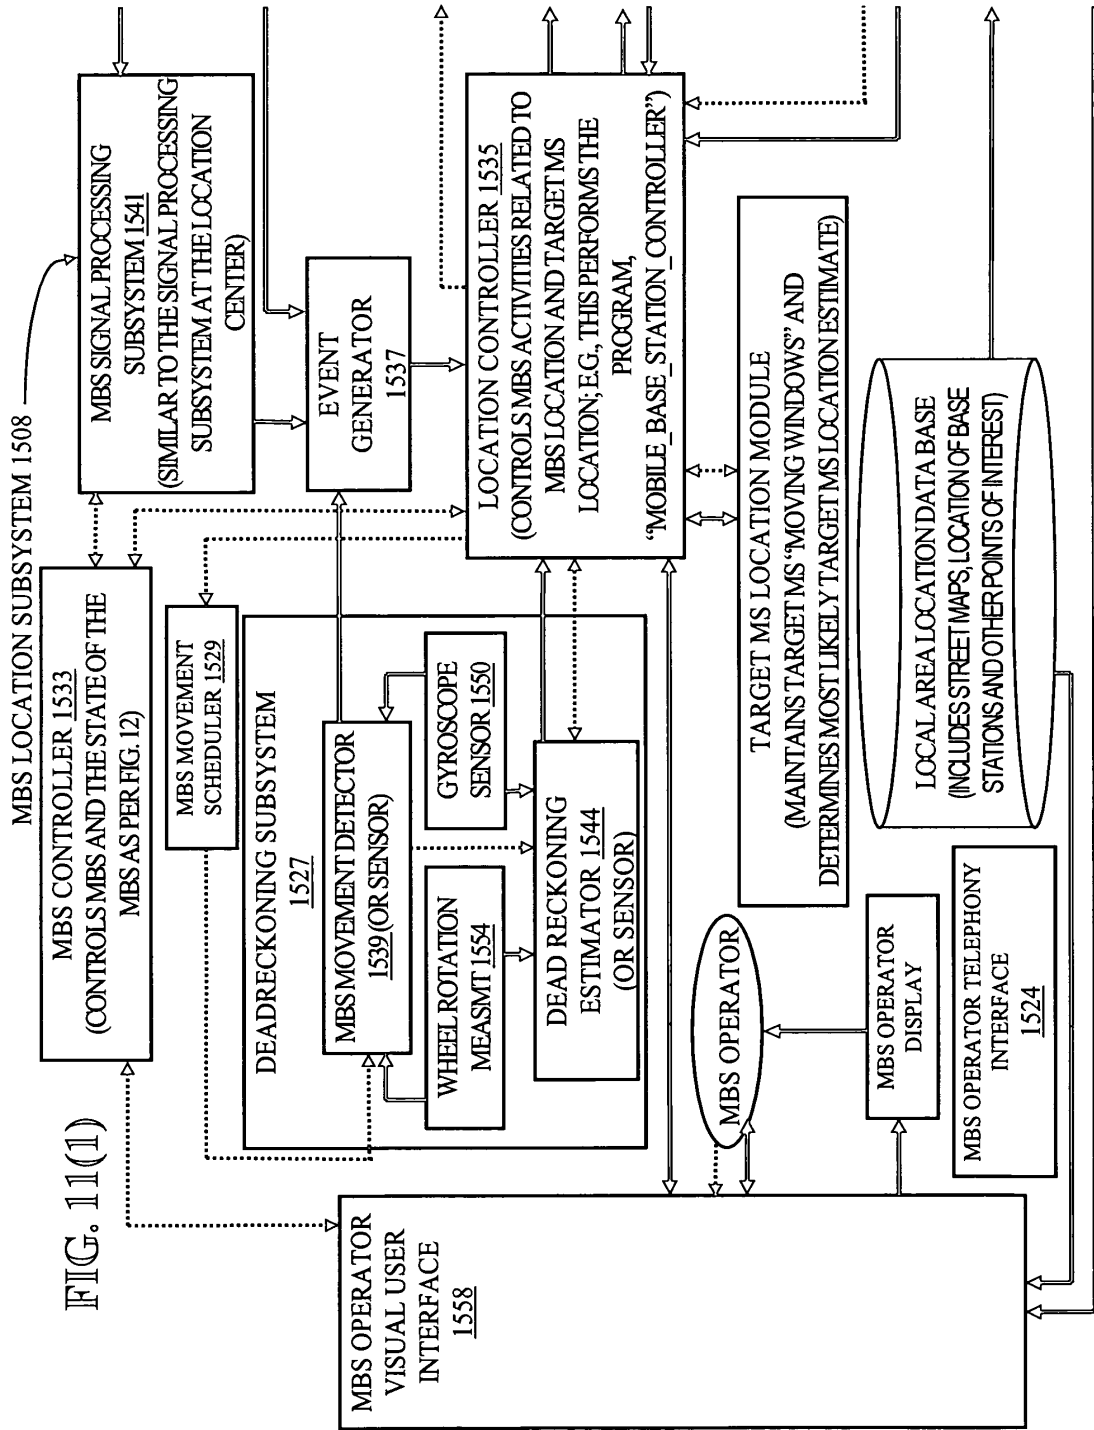 FIG. 11(1)
MBS LOCATION SUBSYSTEM 1508
MBS CONTROLLER 1533
(CONTROLS MBS AND THE STATE OF THE
MBS AS PER FIG. 12)
MBS SIGNAL PROCESSING
SUBSYSTEM 1541
(SIMILAR TO THE SIGNAL PROCESSING
SUBSYSTEM AT THE LOCATION
CENTER)
MBS MOVEMENT
SCHEDULER 1529
DEADRECKONING SUBSYSTEM
1527
MBS MOVEMENT DETECTOR
1539 (OR SENSOR)
WHEEL ROTATION
MEASMT 1554
GYROSCOPE
SENSOR 1550
DEAD RECKONING
ESTIMATOR 1544
(OR SENSOR)
EVENT
GENERATOR
1537
LOCATION CONTROLLER 1535
(CONTROLS MBS ACTIVITIES RELATED TO
MBS LOCATION AND TARGET MS
LOCATION; E.G., THIS PERFORMS THE
PROGRAM,
“MOBILE_BASE_STATION_CONTROLLER”)
MBS OPERATOR
VISUAL USER
INTERFACE
1558
MBS OPERATOR
MBS OPERATOR
DISPLAY
MBS OPERATOR TELEPHONY
INTERFACE
1524
TARGET MS LOCATION MODULE
(MAINTAINS TARGET MS “MOVING WINDOWS” AND
DETERMINES MOST LIKELY TARGET MS LOCATION ESTIMATE)
LOCAL AREA LOCATION DATA BASE
(INCLUDES STREET MAPS, LOCATION OF BASE
STATIONS AND OTHER POINTS OF INTEREST)